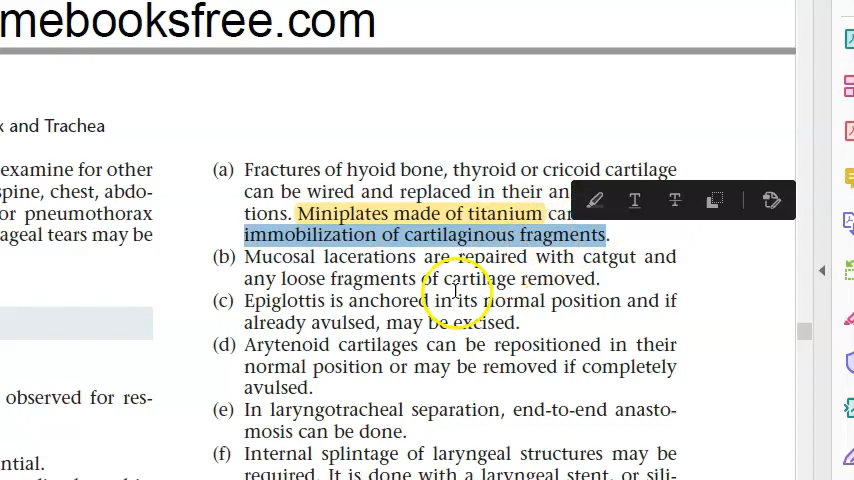 mebooksfree.com
x and Trachea
examine for other
spine, chest, abdo-
or pneumothorax
ageal tears may be
observed for res-
ntial.
(a) Fractures of hyoid bone, thyroid or cricoid cartilage
can be wired and replaced in their an
tions. Miniplates made of titanium ca
immobilization of cartilaginous fragments.
(b) Mucosal lacerations are repaired with catgut and
any loose fragments of cartilage removed.
(c) Epiglottis is anchored in its normal position and if
already avulsed, may be excised.
(d) Arytenoid cartilages can be repositioned in their
normal position or may be removed if completely
avulsed.
(e) In laryngotracheal separation, end-to-end anasto-
mosis can be done.
(f) Internal splintage of laryngeal structures may be
required. It is done with a laryngeal stent, or sili-